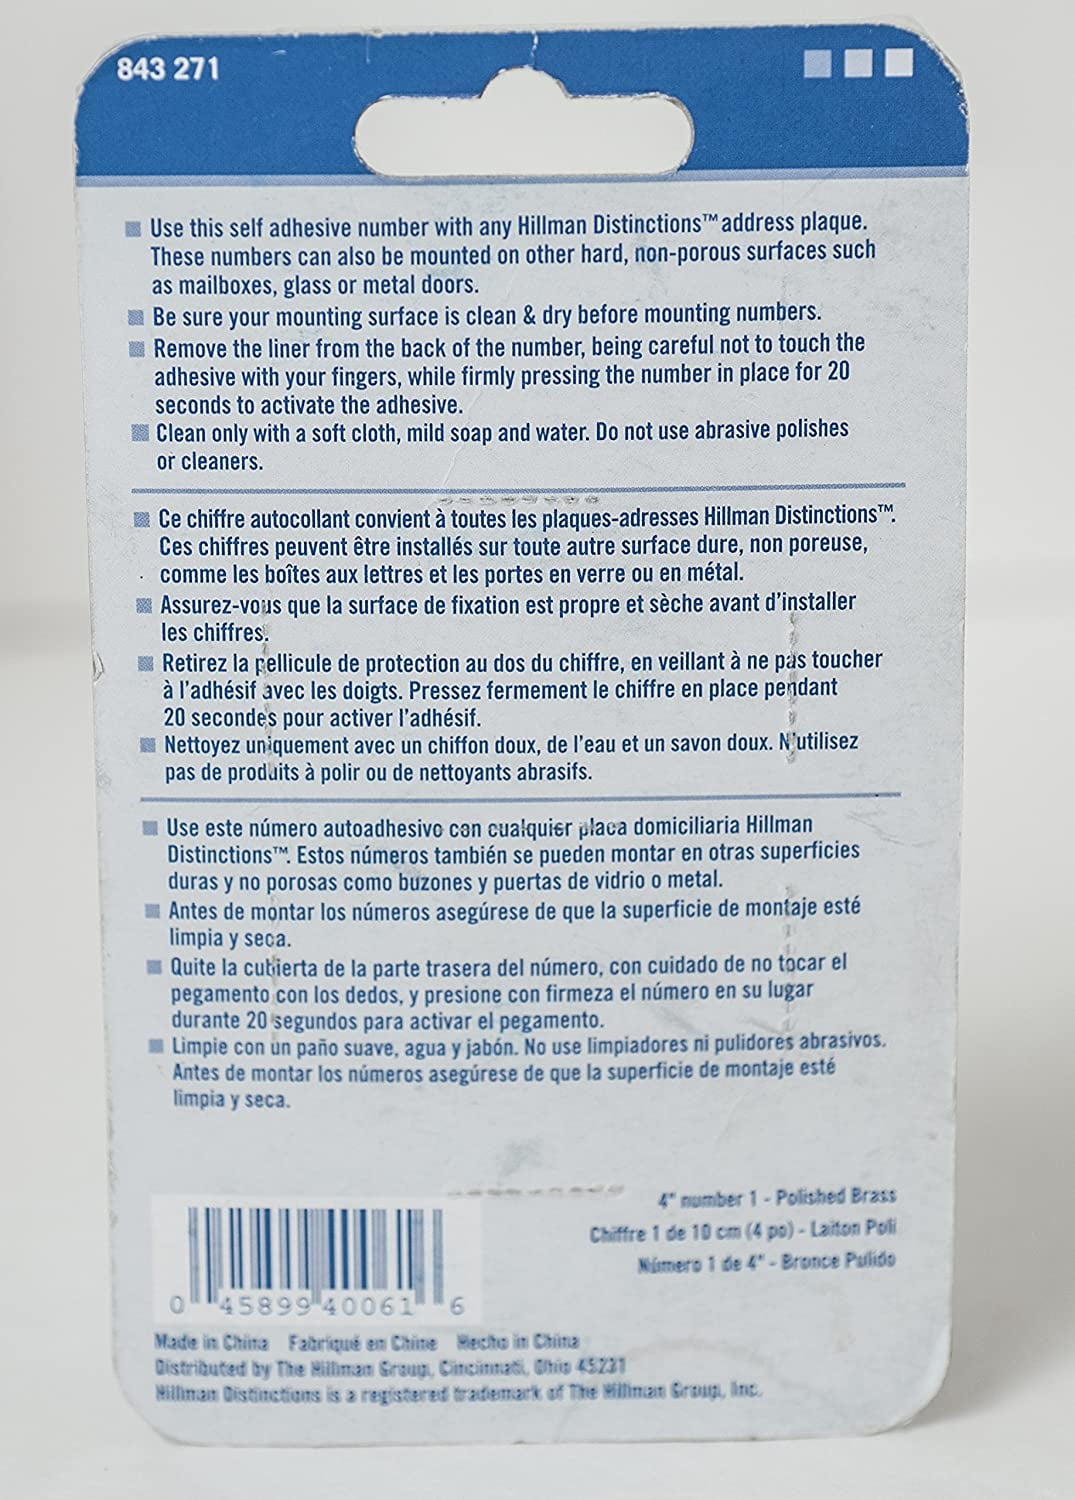 843 271
Use this self adhesive number with any Hillman Distinctions™ address plaque.
These numbers can also be mounted on other hard, non-porous surfaces such
as mailboxes, glass or metal doors.
Be sure your mounting surface is clean & dry before mounting numbers.
Remove the liner from the back of the number, being careful not to touch the
adhesive with your fingers, while firmly pressing the number in place for 20
seconds to activate the adhesive.
Clean only with a soft cloth, mild soap and water. Do not use abrasive polishes
or cleaners.
Ce chiffre autocollant convient à toutes les plaques-adresses Hillman Distinctions™.
Ces chiffres peuvent être installés sur toute autre surface dure, non poreuse,
comme les boîtes aux lettres et les portes en verre ou en métal.
Assurez-vous que la surface de fixation est propre et sèche avant d'installer
les chiffres.
Retirez la pellicule de protection au dos du chiffre, en veillant à ne pas toucher
à l'adhésif avec les doigts. Pressez fermement le chiffre en place pendant
20 secondes pour activer l'adhésif.
Nettoyez uniquement avec un chiffon doux, de l'eau et un savon doux. N'utilisez
pas de produits à polir ou de nettoyants abrasifs.
Use este número autoadhesivo con cualquier placa domiciliaria Hillman
Distinctions™. Estos números también se pueden montar en otras superficies
duras y no porosas como buzones y puertas de vidrio o metal.
Antes de montar los números asegúrese de que la superficie de montaje esté
limpia y seca.
Quite la cubierta de la parte trasera del número, con cuidado de no tocar el
pegamento con los dedos, y presione con firmeza el número en su lugar
durante 20 segundos para activar el pegamento.
Limpie con un paño suave, agua y jabón. No use limpiadores ni pulidores abrasivos.
Antes de montar los números asegúrese de que la superficie de montaje esté
limpia y seca.
4" number 1 - Polished Brass
Chiffre 1 de 10 cm (4 po) - Laiton Poli
Número 1 de 4" - Bronce Pulido
0 45899 40061 6
Made in China Fabriqué en Chine Hecho in China
Distributed by The Hillman Group, Cincinnati, Ohio 45231
Hillman Distinctions is a registered trademark of The Hillman Group, Inc.